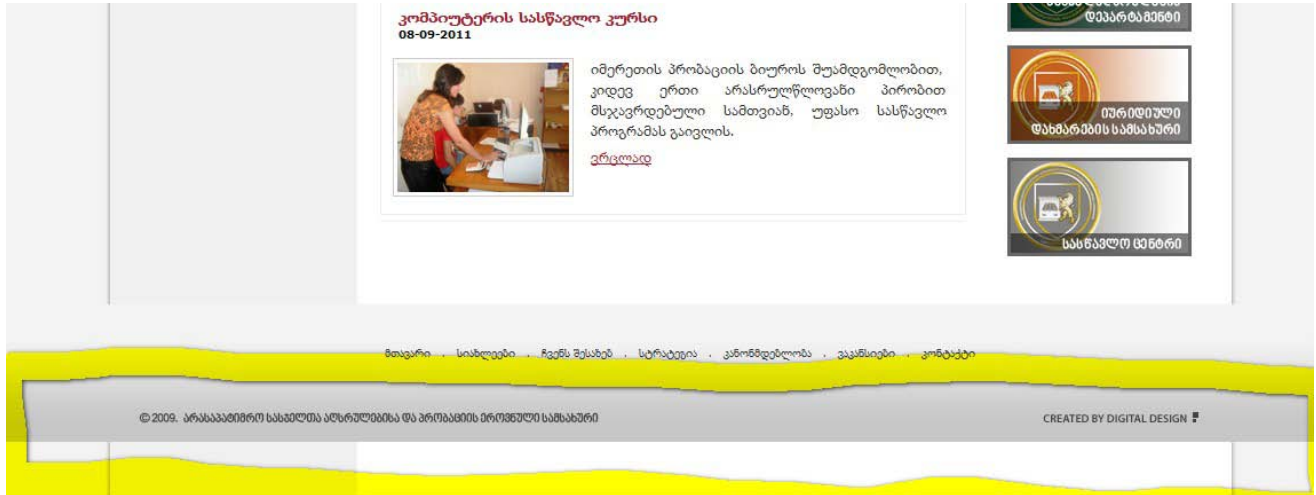 კომპიუტერის სასწავლო კურსი
08-09-2011
იმერეთის პრობაციის ბიუროს შუამდგომლობით,
კიდევ ერთი არასრულწლოვანი პირობით
მსჯავრდებული სამთვიან, უფასო სასწავლო
პროგრამას გაივლის.
ვრცლად
დეპარტამენტი
იურიდიული
დახმარების სამსახური
სასწავლო ცენტრი
მთავარი . სიახლეები . ჩვენს შესახებ . სტრატეგია . კანონმდებლობა . ვაკანსიები . კონტაქტი
© 2009. არასაპატიმრო სასჯელთა აღსრულებისა და პრობაციის ეროვნული სამსახური
CREATED BY DIGITAL DESIGN